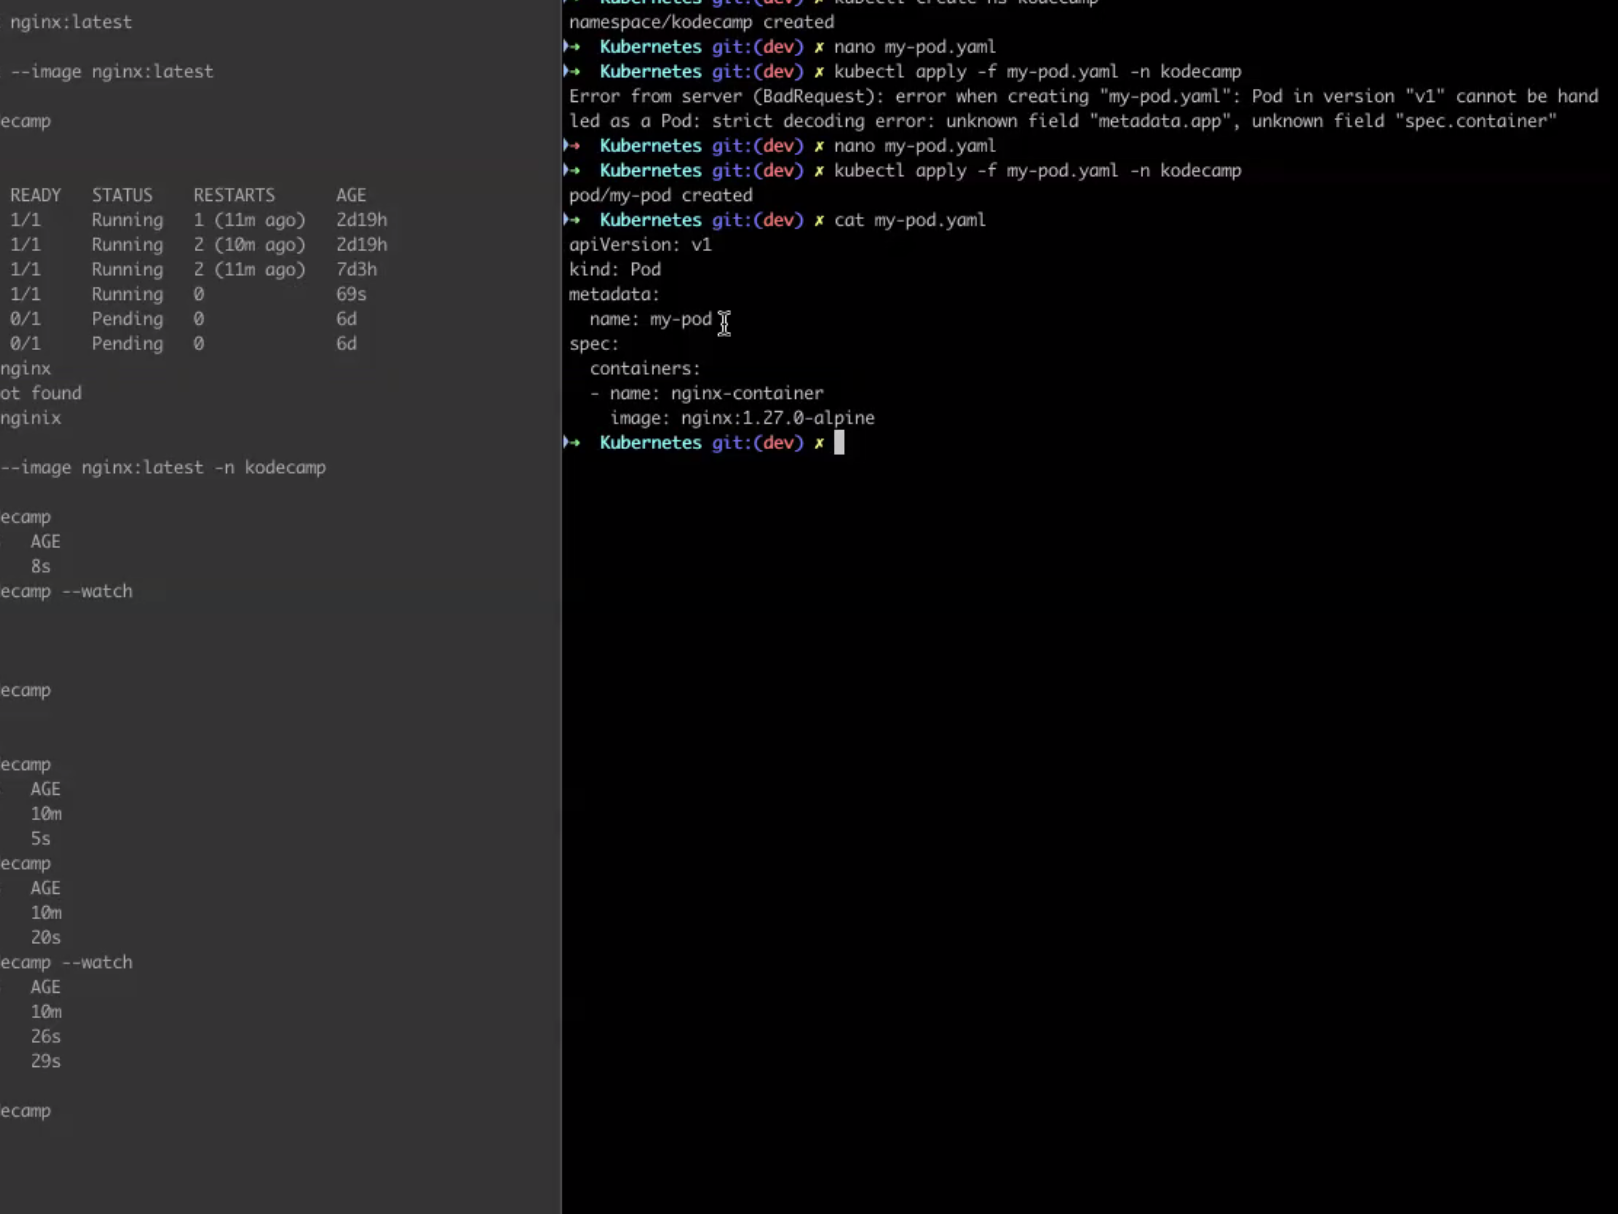 nginx:latest
--image nginx:latest
ecamp
READY STATUS RESTARTS AGE
1/1 Running 1 (11m ago) 2d19h
1/1 Running 2 (10m ago) 2d19h
1/1 Running 2 (11m ago) 7d3h
1/1 Running 0 69s
0/1 Pending 0 6d
0/1 Pending 0 6d
nginx
ot found
nginix
--image nginx:latest -n kodecamp
ecamp
AGE
8s
ecamp --watch
ecamp
ecamp
AGE
10m
5s
ecamp
AGE
10m
20s
ecamp --watch
AGE
10m
26s
29s
ecamp
kubectl create ns kodecamp
namespace/kodecamp created
➜ Kubernetes git:(dev) ✗ nano my-pod.yaml
➜ Kubernetes git:(dev) ✗ kubectl apply -f my-pod.yaml -n kodecamp
Error from server (BadRequest): error when creating "my-pod.yaml": Pod in version "v1" cannot be hand
led as a Pod: strict decoding error: unknown field "metadata.app", unknown field "spec.container"
➜ Kubernetes git:(dev) ✗ nano my-pod.yaml
➜ Kubernetes git:(dev) ✗ kubectl apply -f my-pod.yaml -n kodecamp
pod/my-pod created
➜ Kubernetes git:(dev) ✗ cat my-pod.yaml
apiVersion: v1
kind: Pod
metadata:
  name: my-pod
spec:
  containers:
  - name: nginx-container
    image: nginx:1.27.0-alpine
➜ Kubernetes git:(dev) ✗